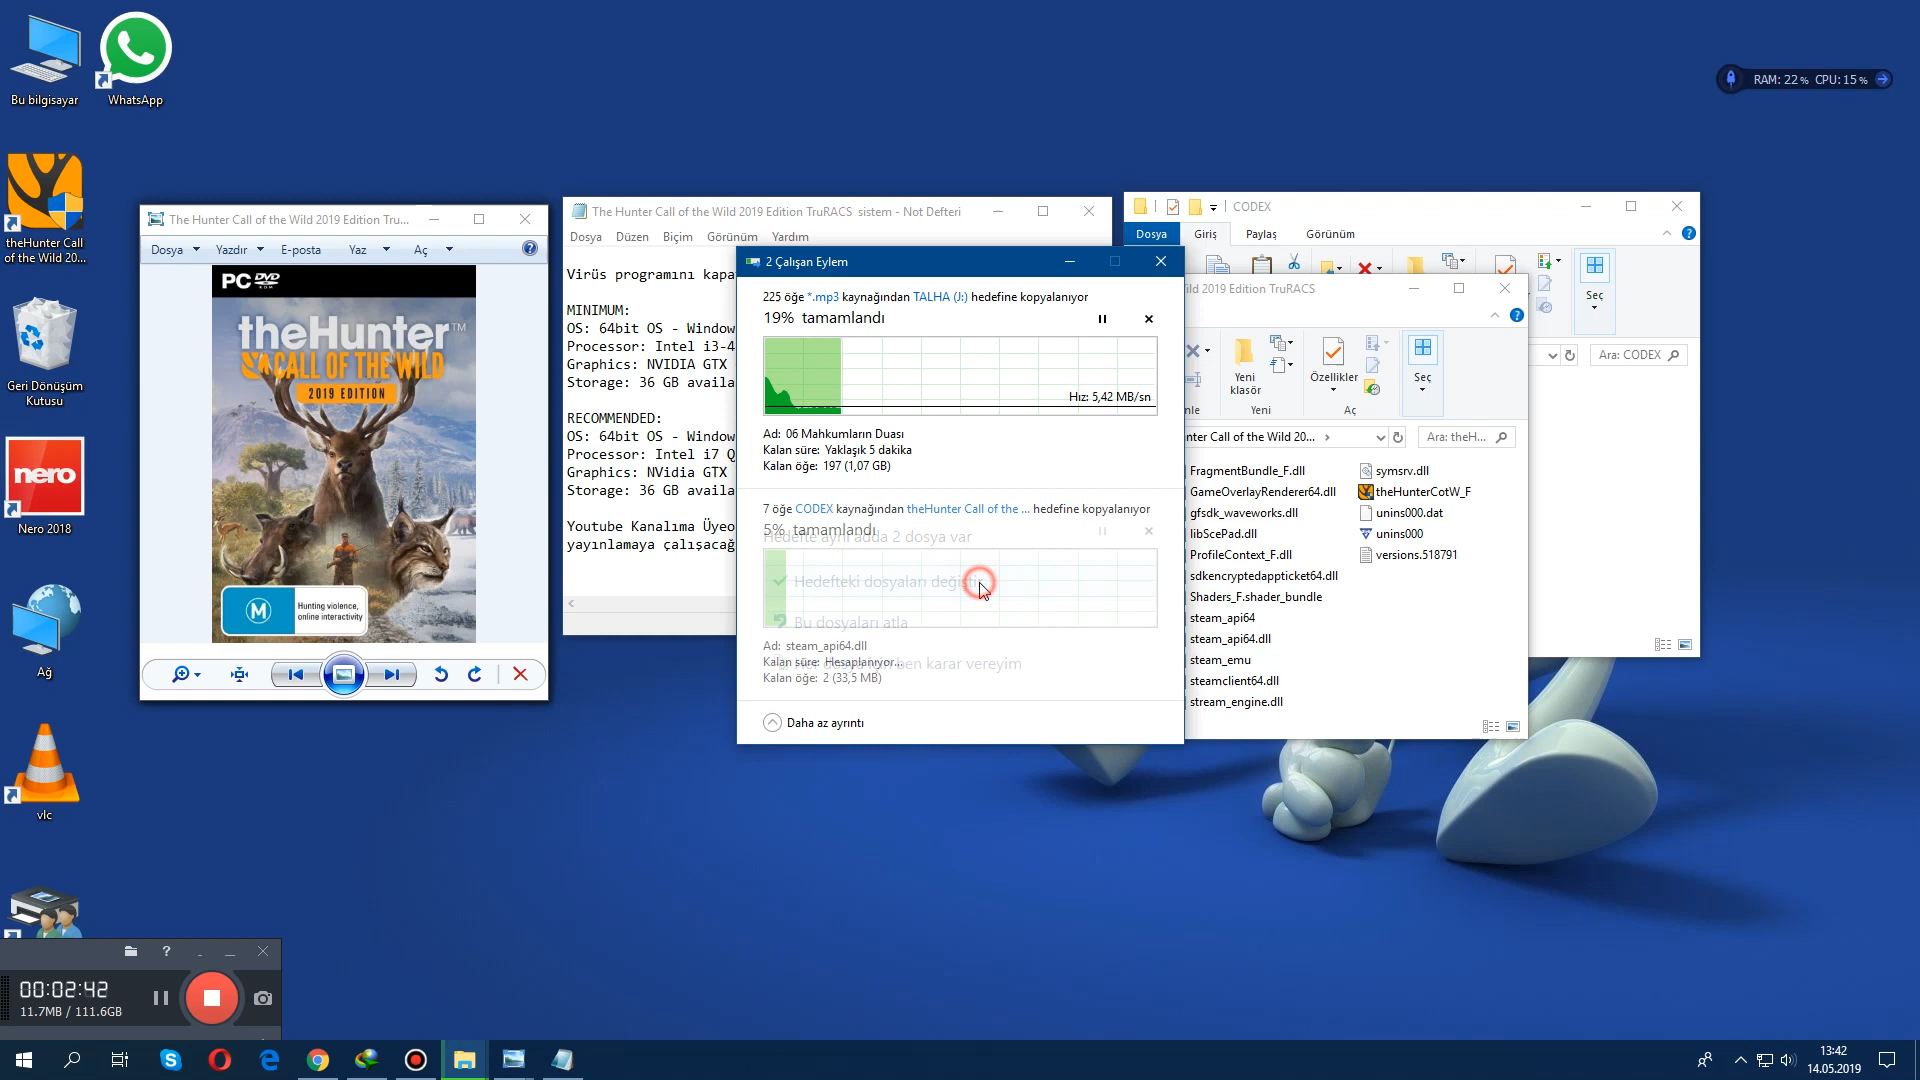 Bu bilgisayar
WhatsApp
theHunter Call
of the Wild 20...
Geri Dönüşüm
Kutusu
nero
Nero 2018
Ağ
vlc
RAM: 22 % CPU: 15 %
The Hunter Call of the Wild 2019 Edition Tru...
Dosya
Yazdır
E-posta
Yaz
Aç
PC DVD
ROM
theHunter™
CALL OF THE WILD
2019 EDITION
M
Hunting violence,
online interactivity
The Hunter Call of the Wild 2019 Edition TruRACS sistem - Not Defteri
Dosya
Düzen
Biçim
Görünüm
Yardım
Virüs programını kapa
MINIMUM:
OS: 64bit OS - Window
Processor: Intel i3-4
Graphics: NVIDIA GTX
Storage: 36 GB availa
RECOMMENDED:
OS: 64bit OS - Window
Processor: Intel i7 Q
Graphics: NVidia GTX
Storage: 36 GB availa
Youtube Kanalıma Üyeo
yayınlamaya çalışacağ
2 Çalışan Eylem
225 öğe *.mp3 kaynağından TALHA (J:) hedefine kopyalanıyor
19% tamamlandı
Hız: 5,42 MB/sn
Ad: 06 Mahkumların Duası
Kalan süre: Yaklaşık 5 dakika
Kalan öğe: 197 (1,07 GB)
7 öğe CODEX kaynağından theHunter Call of the ... hedefine kopyalanıyor
5% tamamlandı
Hedefte aynı adda 2 dosya var
Hedefteki dosyaları değiştir
Bu dosyaları atla
Ad: steam_api64.dll
Kalan süre: Hesaplanıyor...
ben karar vereyim
Kalan öğe: 2 (33,5 MB)
Daha az ayrıntı
CODEX
Dosya
Giriş
Paylaş
Görünüm
Seç
Ara: CODEX
ild 2019 Edition TruRACS
Yeni
klasör
Özellikler
Seç
nle
Yeni
Aç
nter Call of the Wild 20...
Ara: theH...
FragmentBundle_F.dll
GameOverlayRenderer64.dll
gfsdk_waveworks.dll
libScePad.dll
ProfileContext_F.dll
sdkencryptedappticket64.dll
Shaders_F.shader_bundle
steam_api64
steam_api64.dll
steam_emu
steamclient64.dll
stream_engine.dll
symsrv.dll
theHunterCotW_F
unins000.dat
unins000
versions.518791
00:02:42
11.7MB / 111.6GB
13:42
14.05.2019